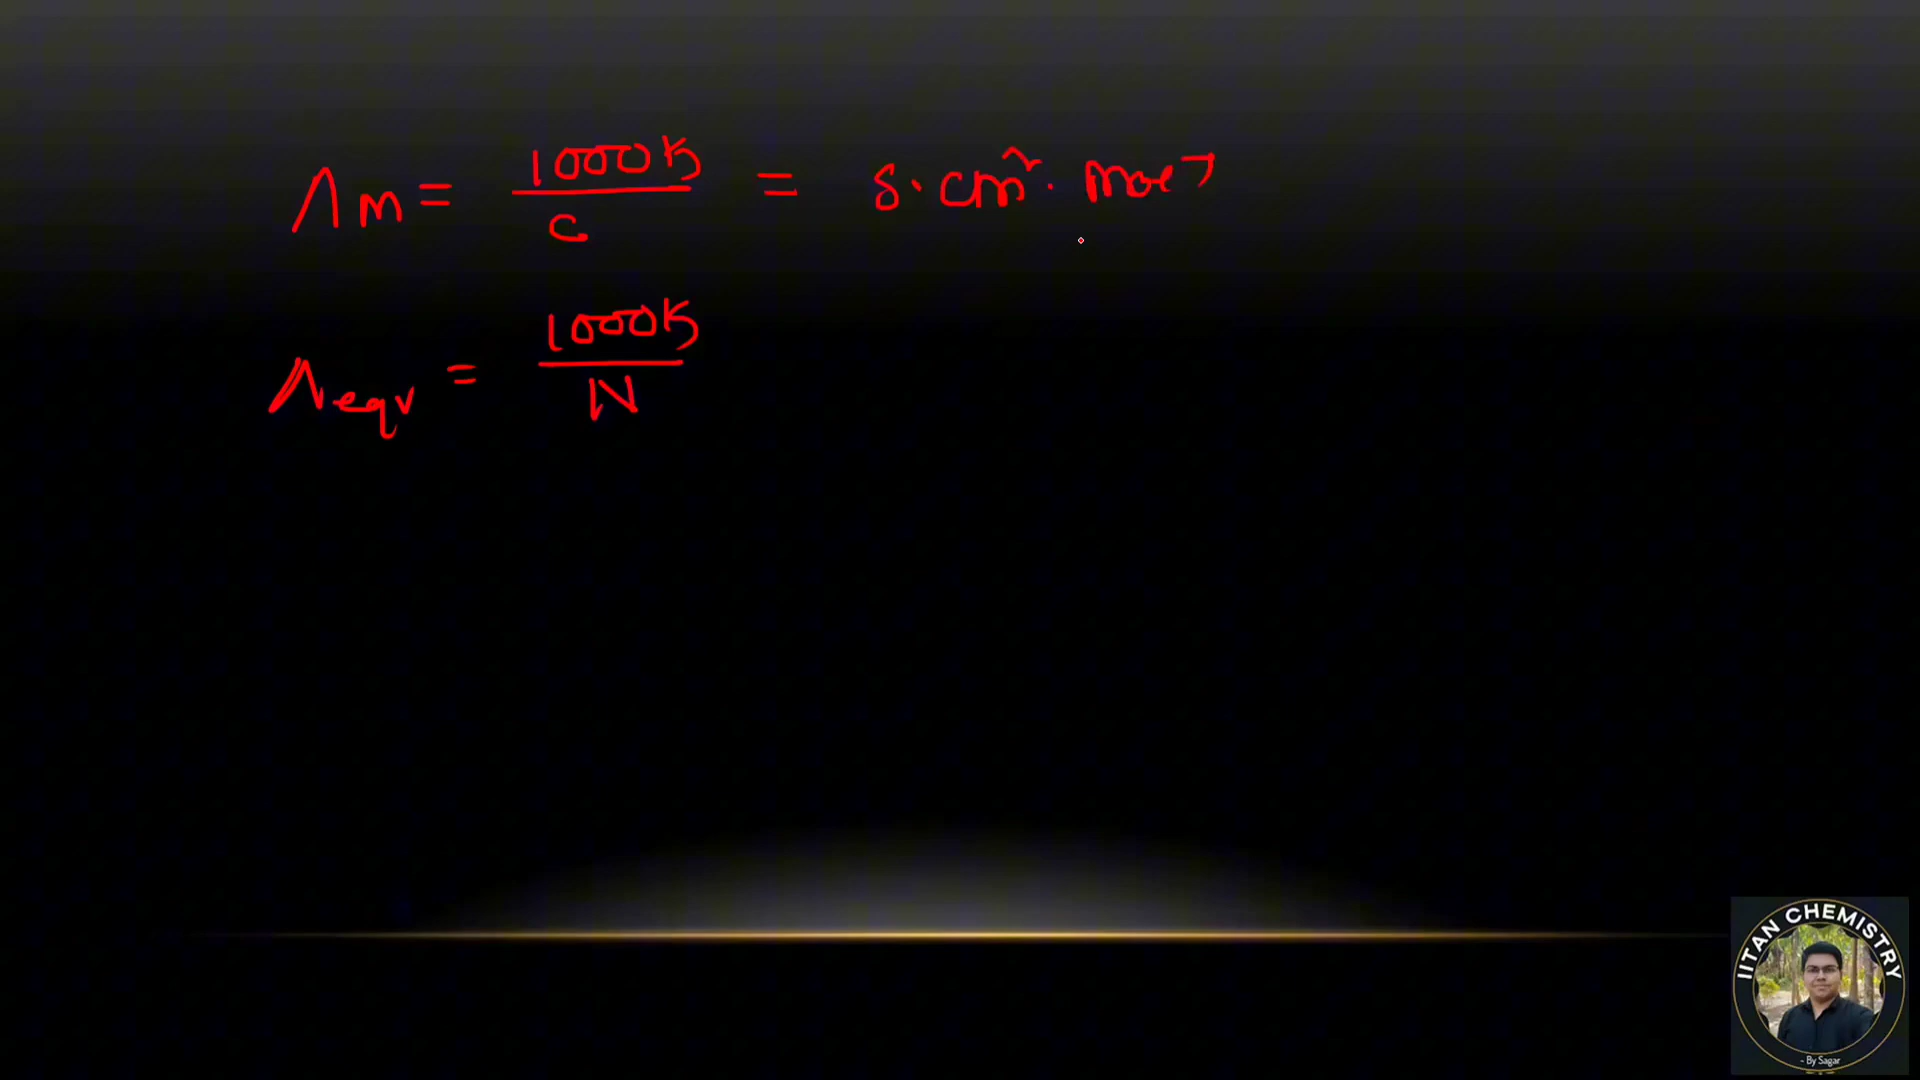 Λm = 1000K / C = S. cm². mol⁻¹
Λeqv = 1000K / N
IITAN CHEMISTRY
- By Sagar